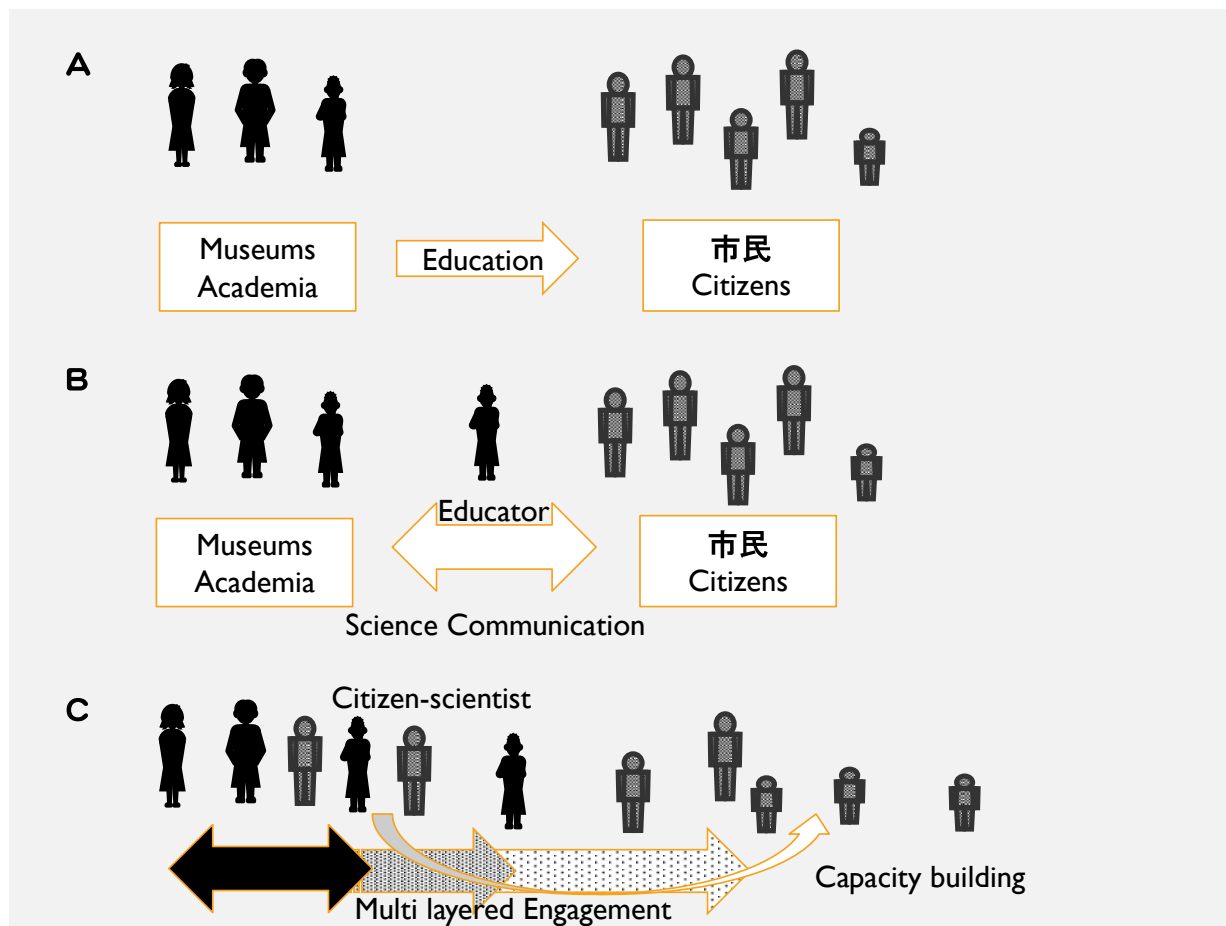 A
Museums
Academia
Education
市民
Citizens
B
Educator
Museums
Academia
市民
Citizens
Science Communication
C
Citizen-scientist
Capacity building
Multi layered Engagement